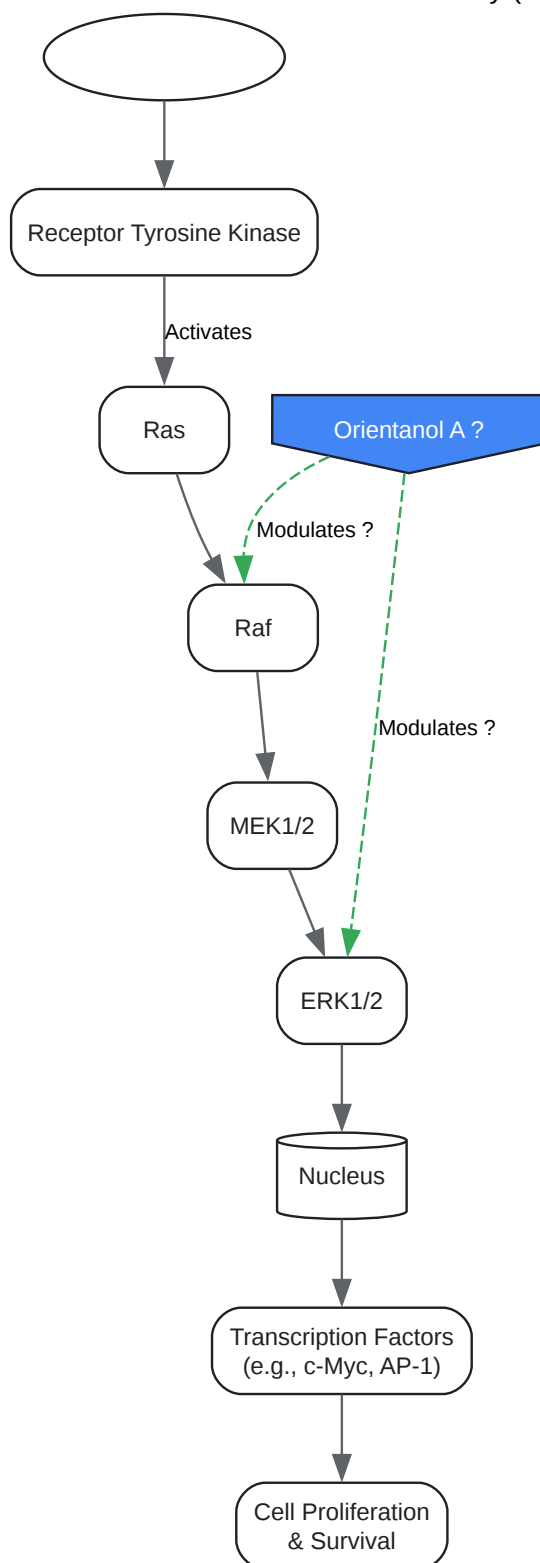 Receptor Tyrosine Kinase
Activates
Ras
Orientanol A ?
Modulates ?
Raf
Modulates ?
MEK1/2
ERK1/2
Nucleus
Transcription Factors
(e.g., c-Myc, AP-1)
Cell Proliferation
& Survival